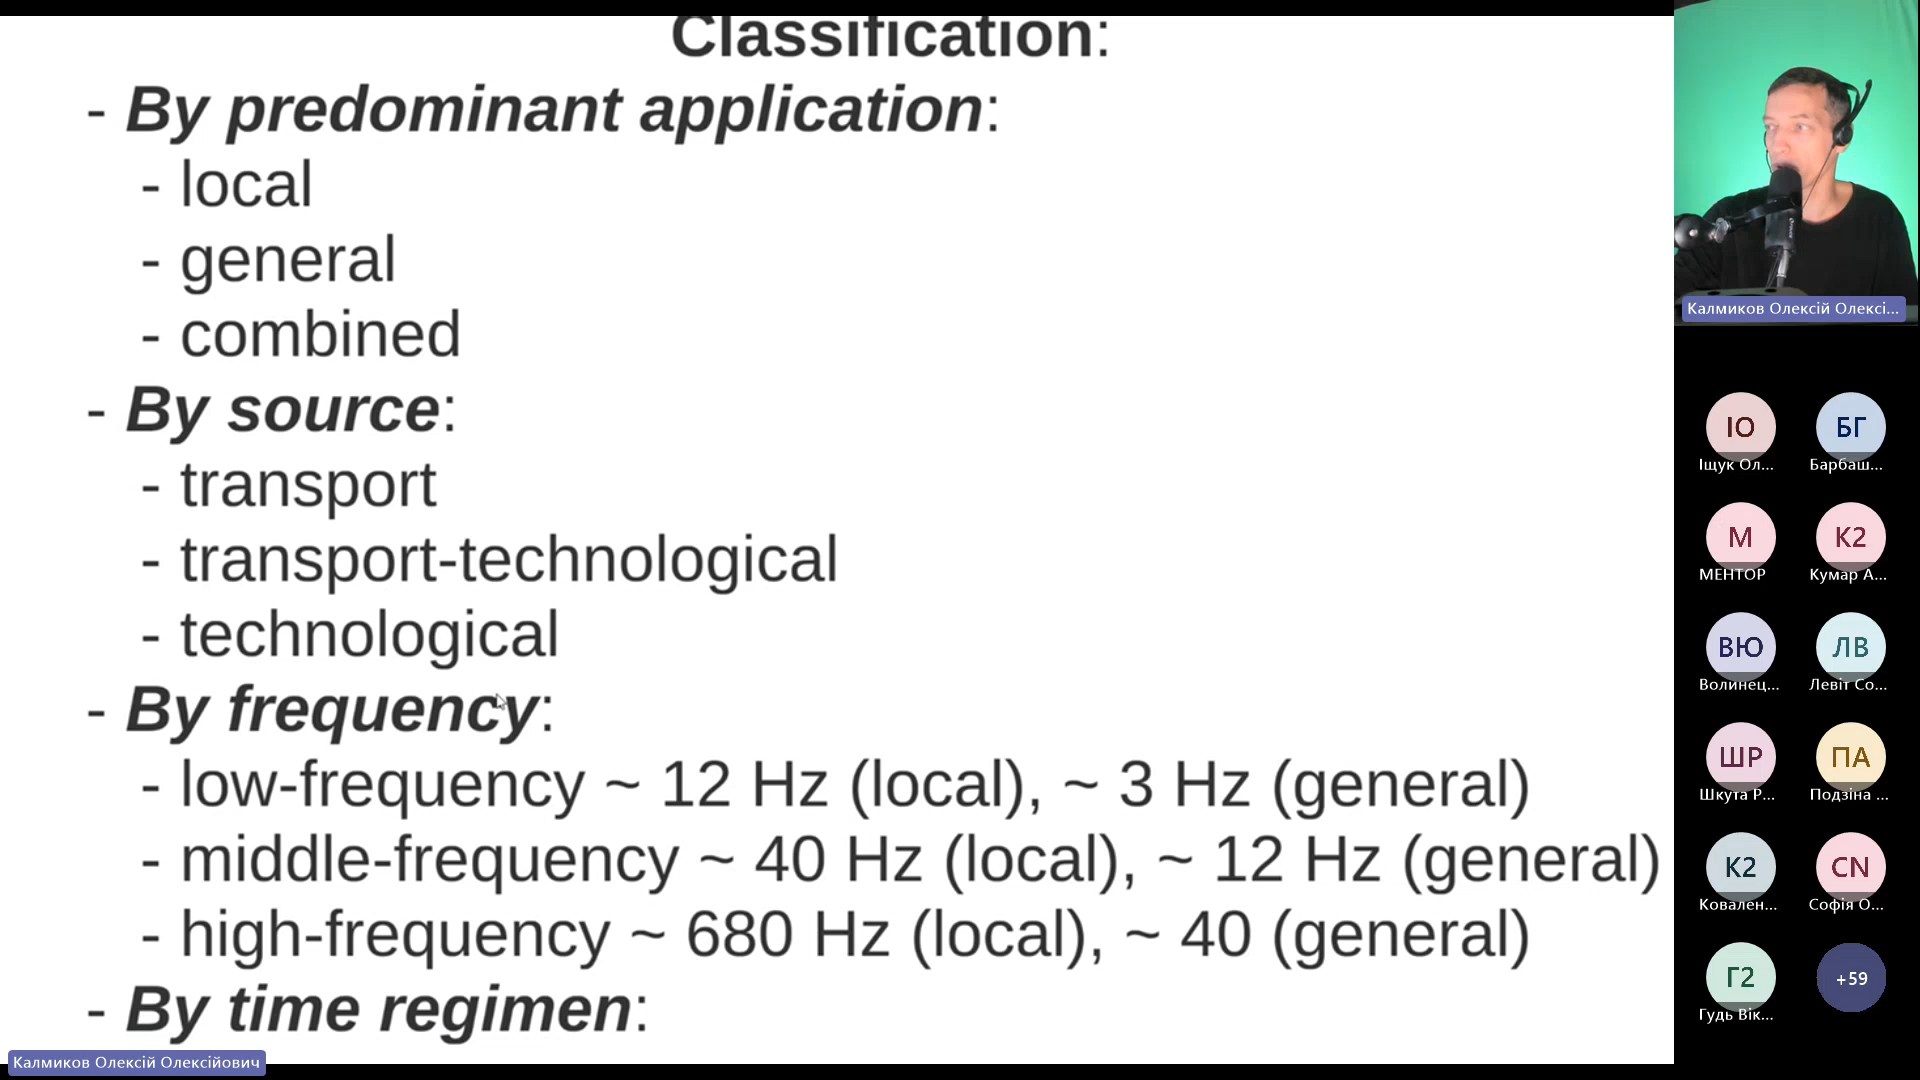 Classification:
- By predominant application:
- local
- general
- combined
- By source:
- transport
- transport-technological
- technological
- By frequency:
- low-frequency ~ 12 Hz (local), ~ 3 Hz (general)
- middle-frequency ~ 40 Hz (local), ~ 12 Hz (general)
- high-frequency ~ 680 Hz (local), ~ 40 (general)
- By time regimen:
Калмиков Олексій Олексійович
Калмиков Олексій Олексі...
ІО БГ
Іщук Ол... Барбаш...
М К2
МЕНТОР Кумар А...
ВЮ ЛВ
Волинец... Левіт Со...
ШР ПА
Шкута Р... Подзіна ...
К2 СN
Ковален... Софія О...
Г2 +59
Гудь Вік...